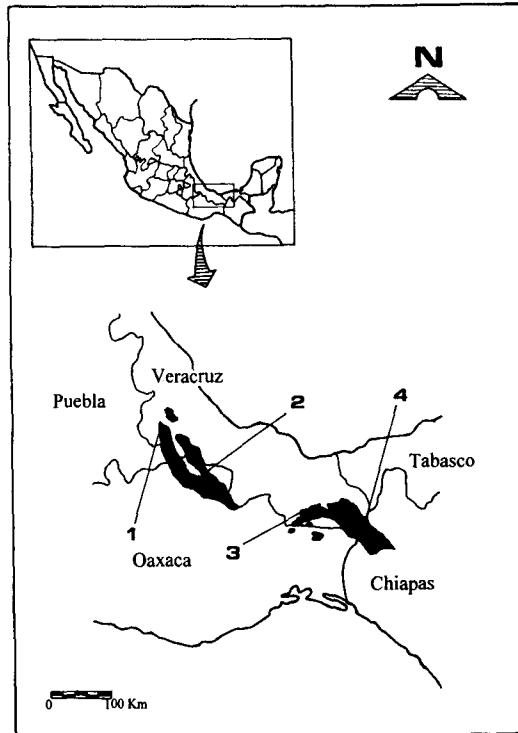 N
Veracruz
Puebla
2
4
Tabasco
1
3
Oaxaca
Chiapas
0 100 Km